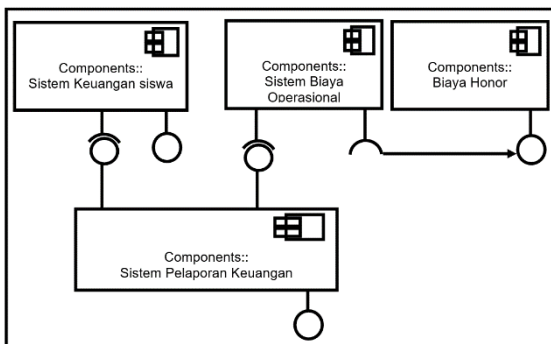 Components::
Sistem Keuangan siswa
Components::
Sistem Biaya
Operasional
Components::
Biaya Honor
Components::
Sistem Pelaporan Keuangan